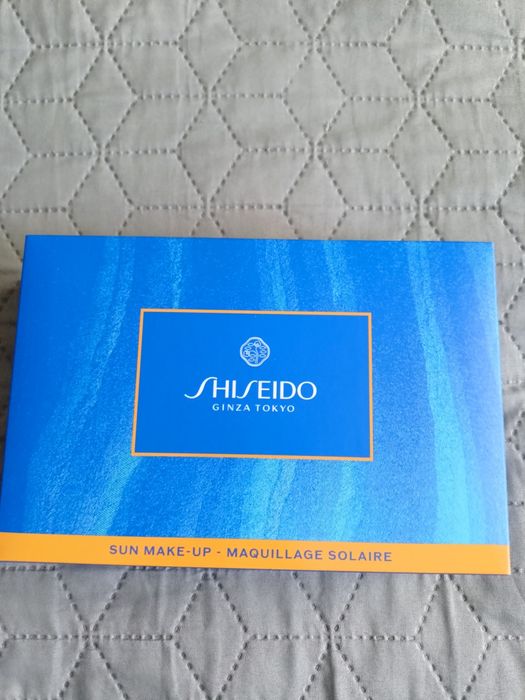 SHISEIDO
GINZA TOKYO
SUN MAKE-UP - MAQUILLAGE SOLAIRE